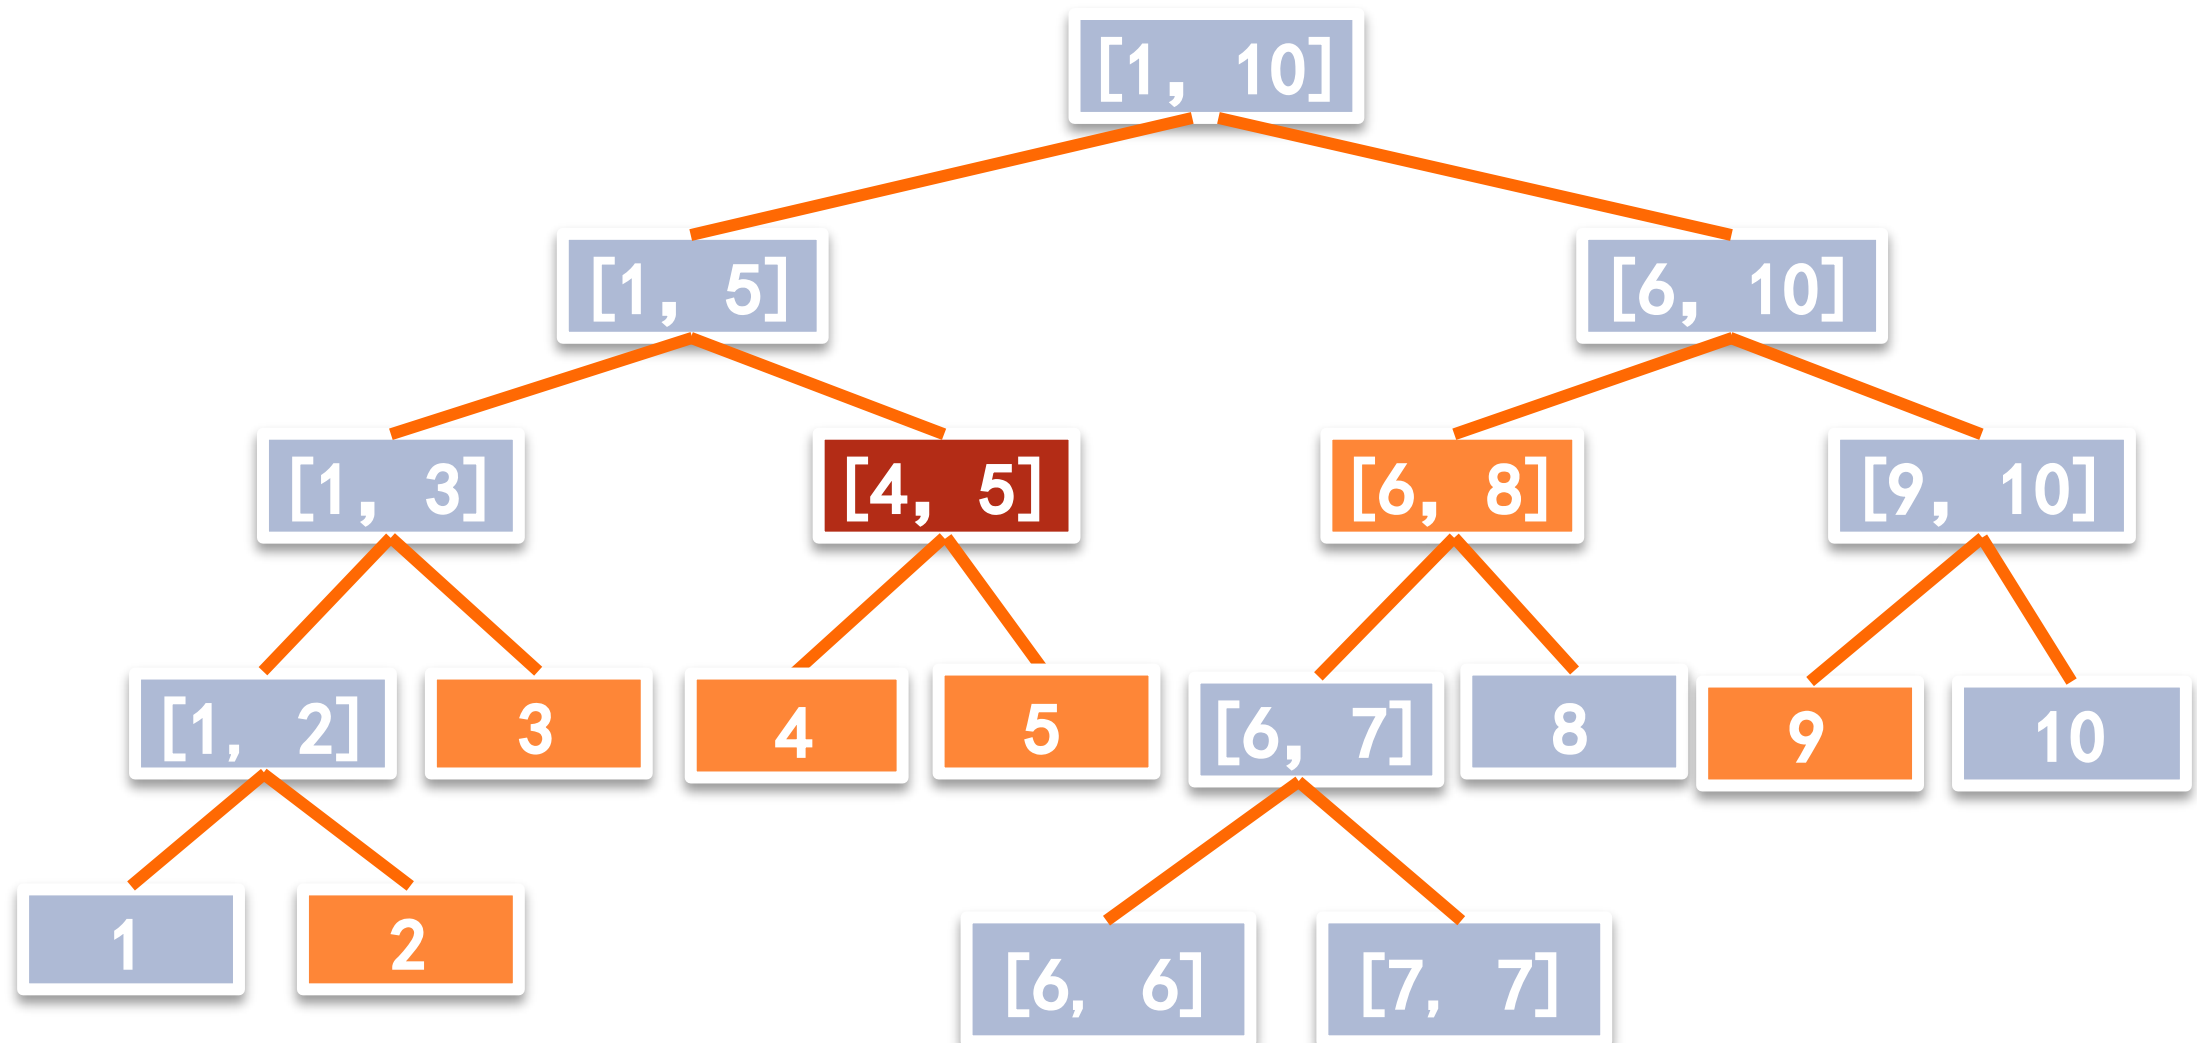 [1, 10]
[1, 5] [6, 10]
[1, 3] [4, 5] [6, 8] [9, 10]
[1, 2] 3 4 5 [6, 7] 8 9 10
1 2 [6, 6] [7, 7]